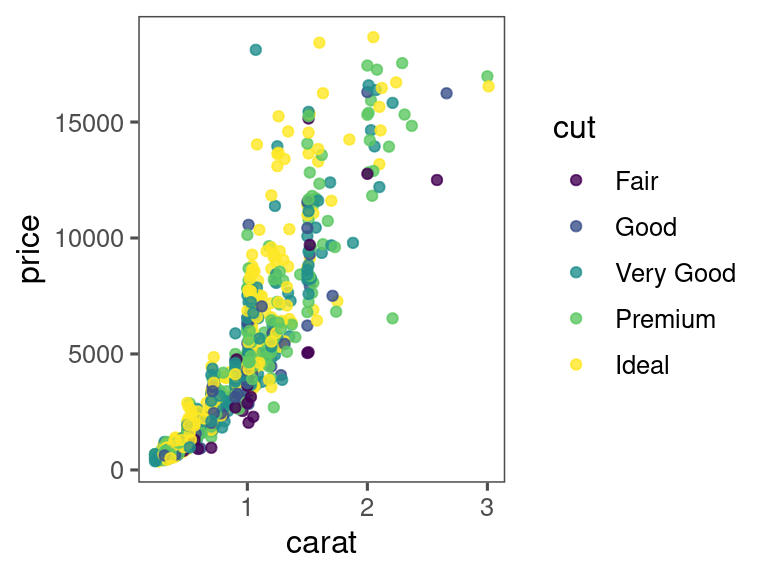 15000
10000
5000
0
price
1
2
3
carat
cut
Fair
Good
Very Good
Premium
Ideal